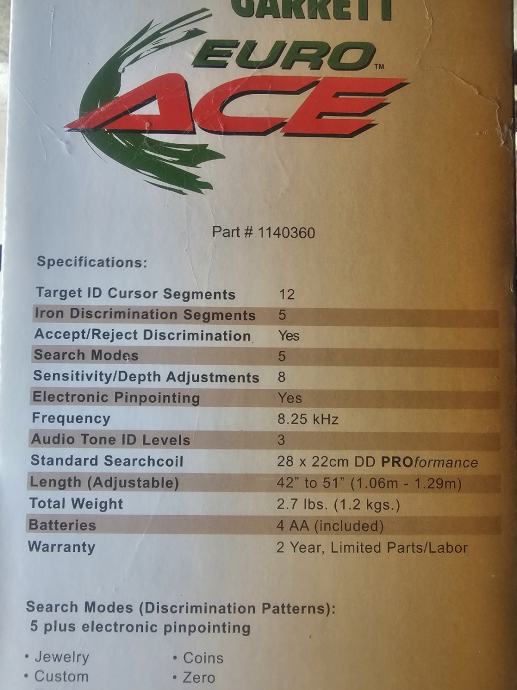 GARRETT
EURO
ACE™
Part # 1140360
Specifications:
Target ID Cursor Segments 12
Iron Discrimination Segments 5
Accept/Reject Discrimination Yes
Search Modes 5
Sensitivity/Depth Adjustments 8
Electronic Pinpointing Yes
Frequency 8.25 kHz
Audio Tone ID Levels 3
Standard Searchcoil 28 x 22cm DD PROformance
Length (Adjustable) 42” to 51” (1.06m - 1.29m)
Total Weight 2.7 lbs. (1.2 kgs.)
Batteries 4 AA (included)
Warranty 2 Year, Limited Parts/Labor
Search Modes (Discrimination Patterns):
5 plus electronic pinpointing
• Jewelry • Coins
• Custom • Zero